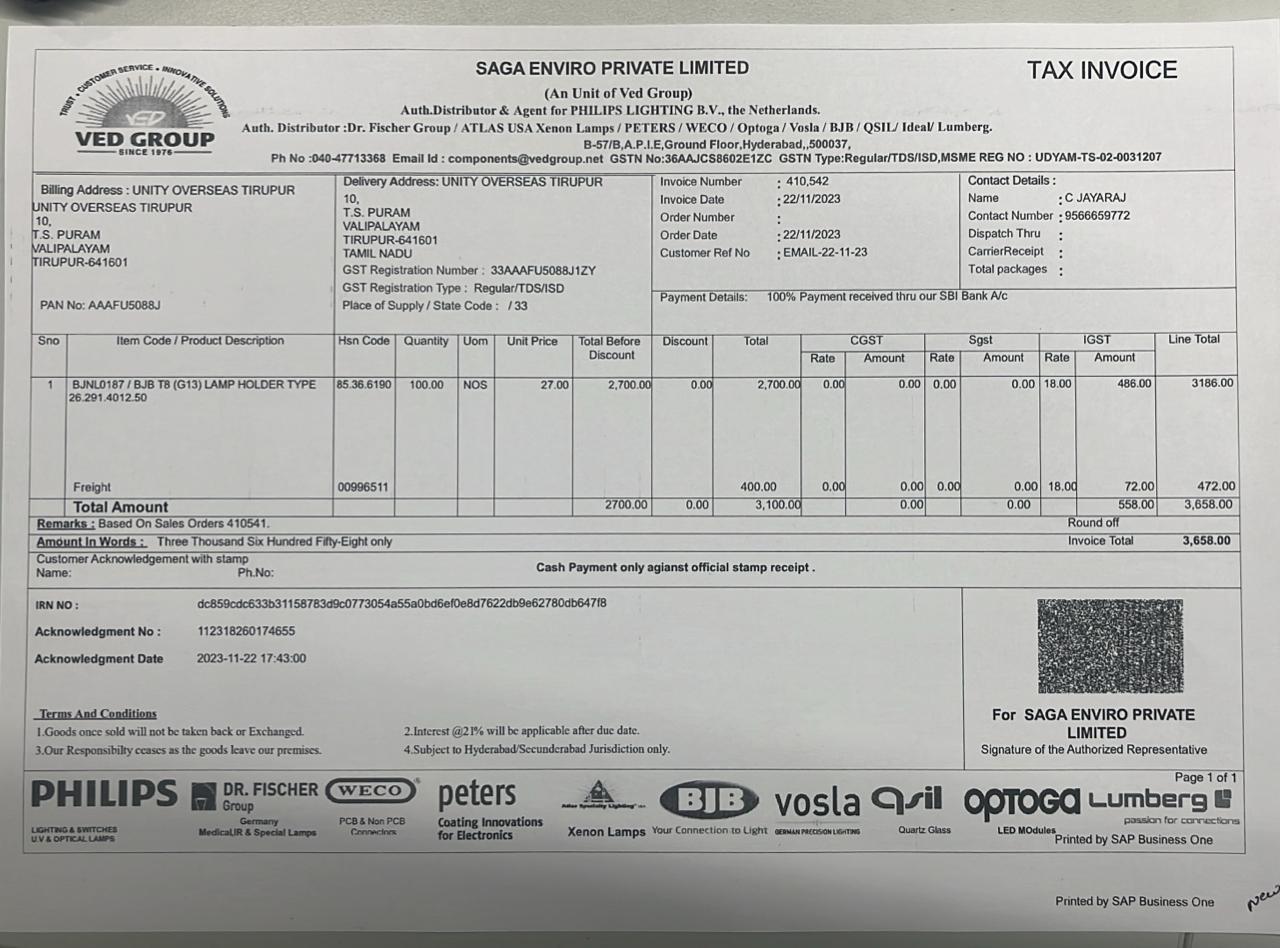 TRUST • CUSTOMER SERVICE • INNOVATIVE SOLUTIONS
VED
VED GROUP
SINCE 1976
SAGA ENVIRO PRIVATE LIMITED
TAX INVOICE
(An Unit of Ved Group)
Auth.Distributor & Agent for PHILIPS LIGHTING B.V., the Netherlands.
Auth. Distributor :Dr. Fischer Group / ATLAS USA Xenon Lamps / PETERS / WECO / Optoga / Vosla / BJB / QSIL/ Ideal/ Lumberg.
B-57/B,A.P.I.E,Ground Floor,Hyderabad,,500037,
Ph No :040-47713368 Email Id : components@vedgroup.net GSTN No:36AAJCS8602E1ZC GSTN Type:Regular/TDS/ISD,MSME REG NO : UDYAM-TS-02-0031207
Billing Address : UNITY OVERSEAS TIRUPUR
UNITY OVERSEAS TIRUPUR
10,
T.S. PURAM
VALIPALAYAM
TIRUPUR-641601
PAN No: AAAFU5088J
Delivery Address: UNITY OVERSEAS TIRUPUR
10,
T.S. PURAM
VALIPALAYAM
TIRUPUR-641601
TAMIL NADU
GST Registration Number : 33AAAFU5088J1ZY
GST Registration Type : Regular/TDS/ISD
Place of Supply / State Code : / 33
Invoice Number : 410,542
Invoice Date : 22/11/2023
Order Number :
Order Date : 22/11/2023
Customer Ref No : EMAIL-22-11-23
Contact Details :
Name : C JAYARAJ
Contact Number : 9566659772
Dispatch Thru :
CarrierReceipt :
Total packages :
Payment Details: 100% Payment received thru our SBI Bank A/c
Sno Item Code / Product Description Hsn Code Quantity Uom Unit Price Total Before Discount Discount Total CGST Sgst IGST Line Total
Rate Amount Rate Amount Rate Amount
1 BJNL0187 / BJB T8 (G13) LAMP HOLDER TYPE 85.36.6190 100.00 NOS 27.00 2,700.00 0.00 2,700.00 0.00 0.00 0.00 0.00 18.00 486.00 3186.00
26.291.4012.50
Freight 00996511 400.00 0.00 0.00 0.00 0.00 18.00 72.00 472.00
Total Amount 2700.00 0.00 3,100.00 0.00 0.00 558.00 3,658.00
Remarks : Based On Sales Orders 410541.
Round off
Amount In Words : Three Thousand Six Hundred Fifty-Eight only
Invoice Total 3,658.00
Customer Acknowledgement with stamp
Name: Ph.No:
Cash Payment only agianst official stamp receipt .
IRN NO : dc859cdc633b31158783d9c0773054a55a0bd6ef0e8d7622db9e62780db647f8
Acknowledgment No : 112318260174655
Acknowledgment Date 2023-11-22 17:43:00
Terms And Conditions
1.Goods once sold will not be taken back or Exchanged. 2.Interest @21% will be applicable after due date.
3.Our Responsibilty ceases as the goods leave our premises. 4.Subject to Hyderabad/Secunderabad Jurisdiction only.
For SAGA ENVIRO PRIVATE
LIMITED
Signature of the Authorized Representative
Page 1 of 1
PHILIPS
LIGHTING & SWITCHES
U.V & OPTICAL LAMPS
DR. FISCHER
Group
Germany
Medical,IR & Special Lamps
WECO
PCB & Non PCB
Connectors
peters
Coating Innovations
for Electronics
Atlas Specialty Lighting
Xenon Lamps
BJB
Your Connection to Light
vosla
GERMAN PRECISION LIGHTING
Qsil
Quartz Glass
OPTOGA
LED MOdules
Lumberg
passion for connections
Printed by SAP Business One
Printed by SAP Business One
new